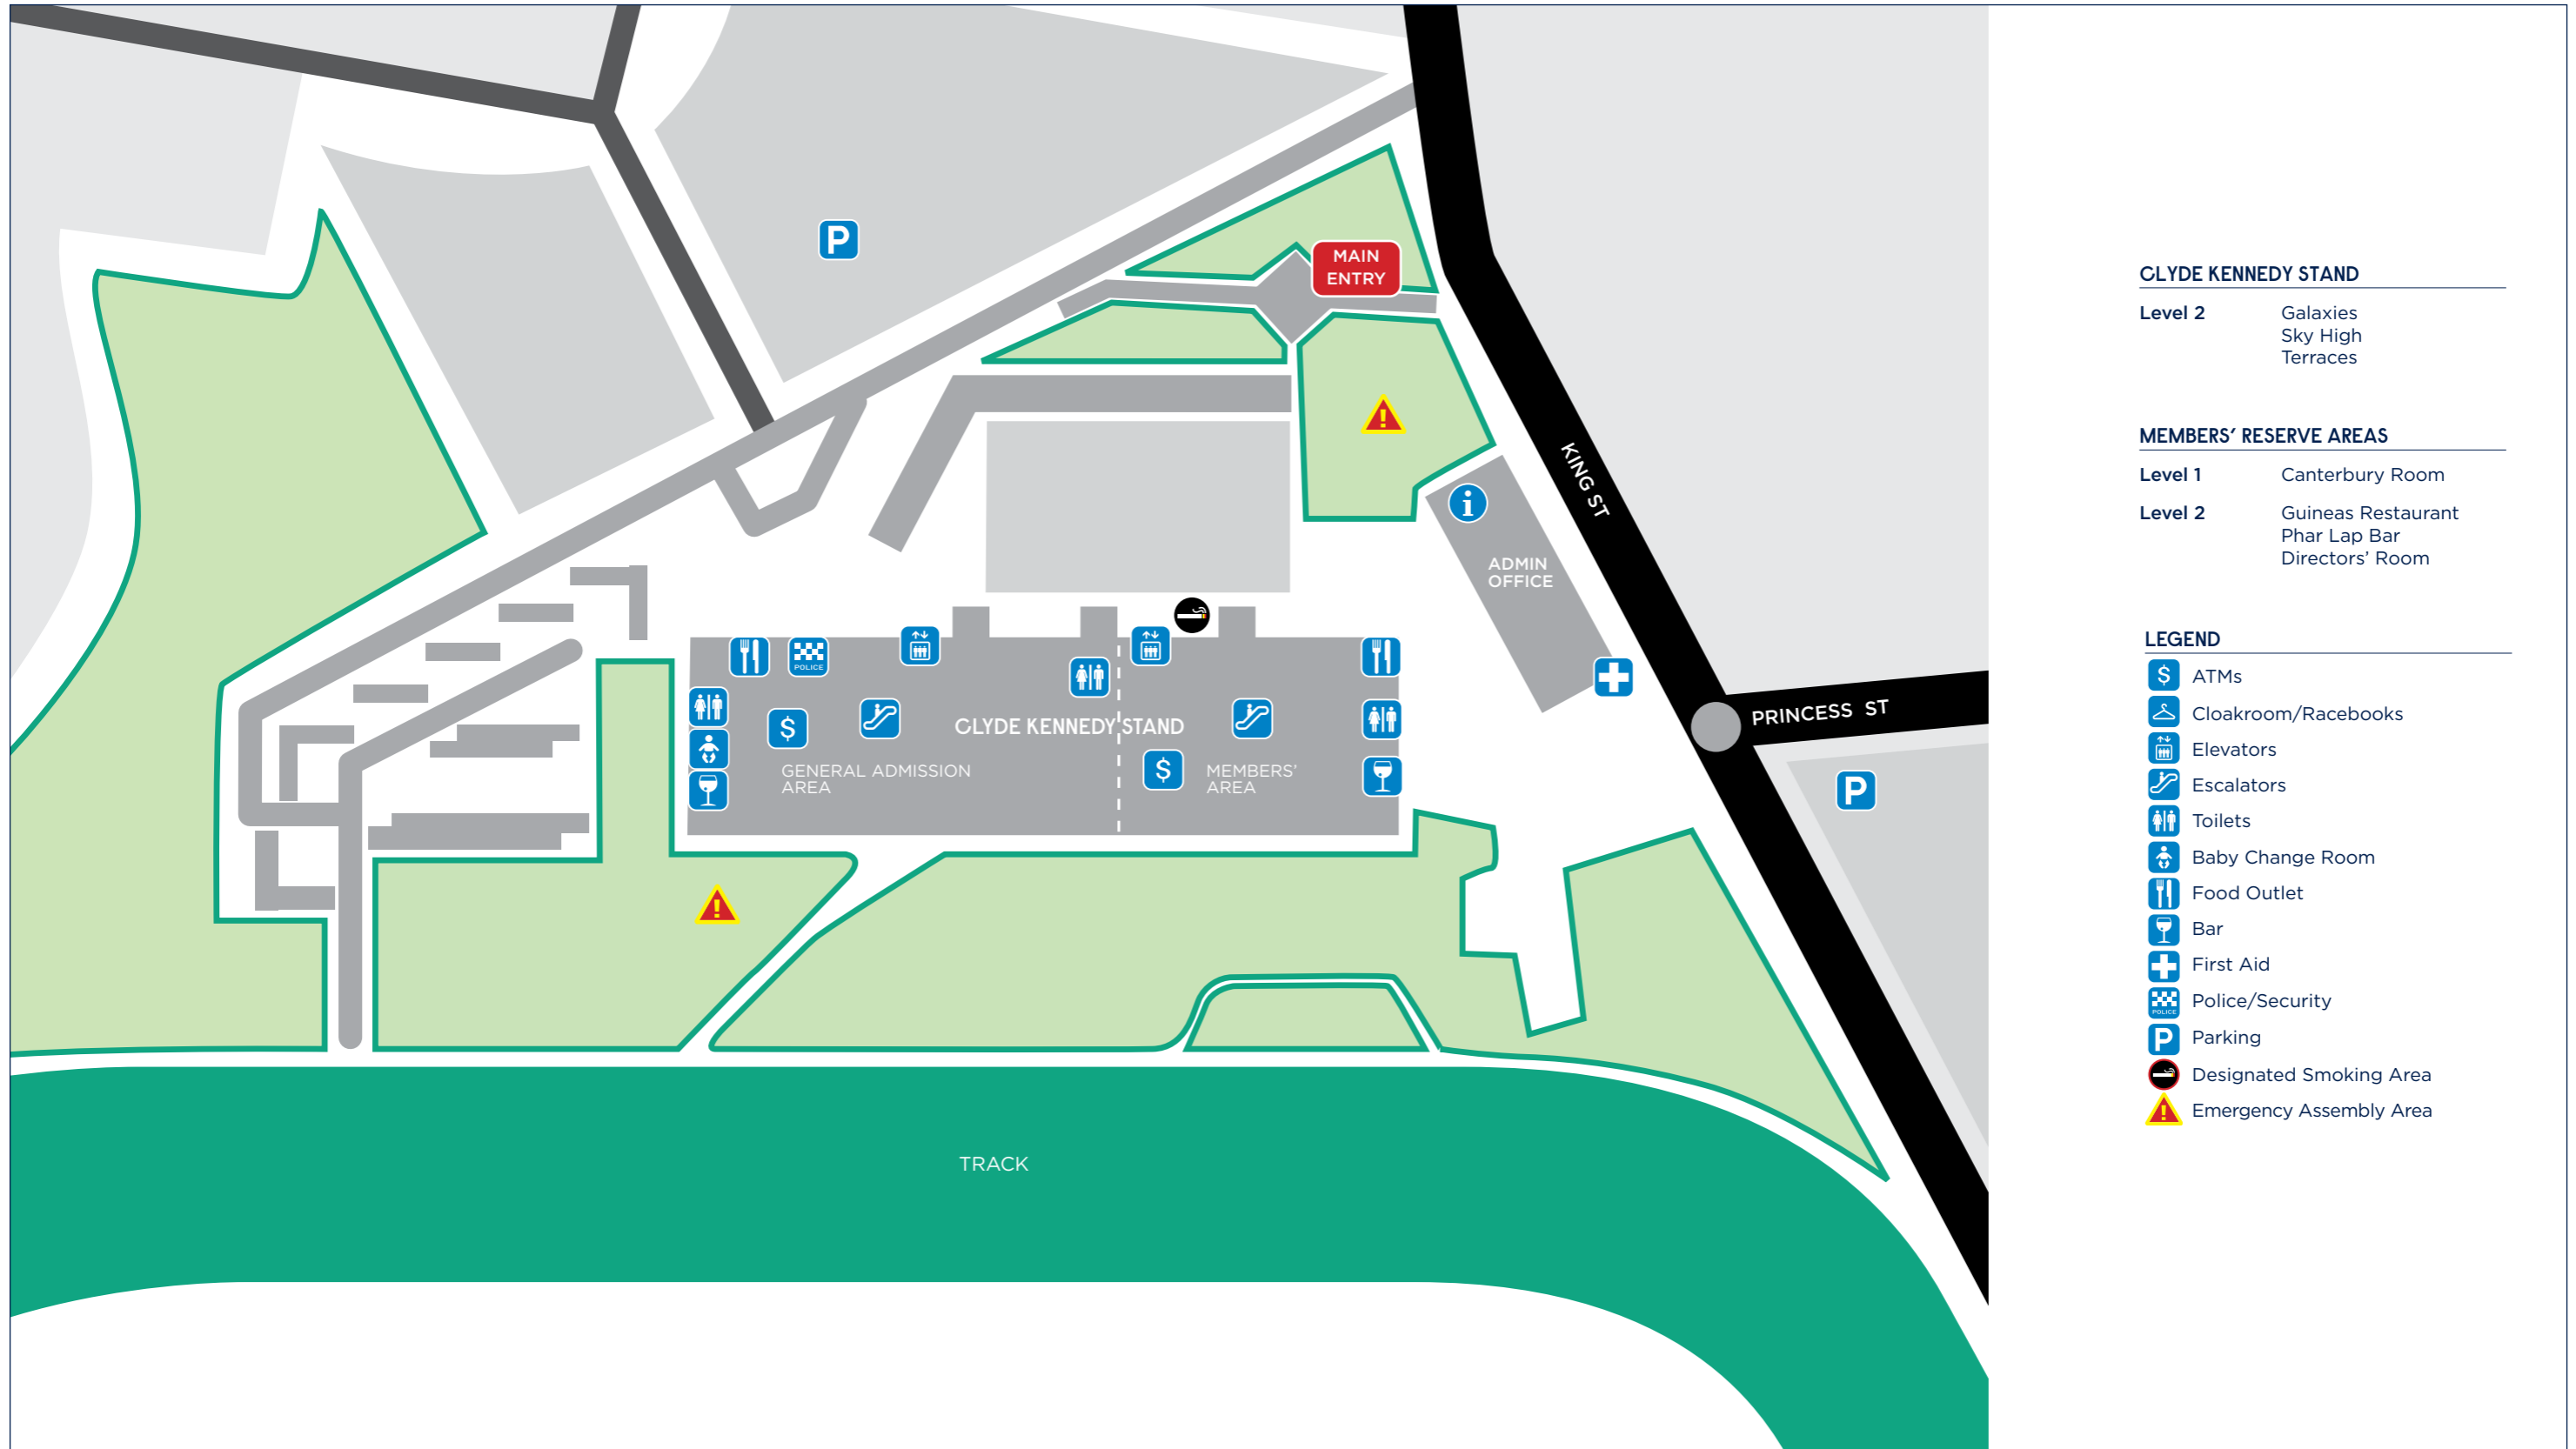 MAIN
ENTRY
KING ST
ADMIN
OFFICE
PRINCESS ST
P
P
i
POLICE
$
$
CLYDE KENNEDY STAND
GENERAL ADMISSION
AREA
MEMBERS'
AREA
TRACK
CLYDE KENNEDY STAND
Level 2 Galaxies
Sky High
Terraces
MEMBERS' RESERVE AREAS
Level 1 Canterbury Room
Level 2 Guineas Restaurant
Phar Lap Bar
Directors' Room
LEGEND
$ ATMs
Cloakroom/Racebooks
Elevators
Escalators
Toilets
Baby Change Room
Food Outlet
Bar
First Aid
POLICE Police/Security
P Parking
Designated Smoking Area
! Emergency Assembly Area